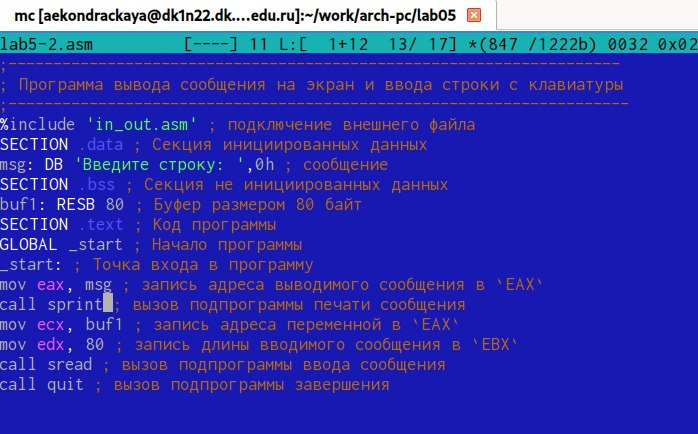 mc [aekondrackaya@dk1n22.dk....edu.ru]:~/work/arch-pc/lab05
lab5-2.asm [----] 11 L:[ 1+12 13/ 17] *(847 /1222b) 0032 0x02
;------------------------------------------------------------------
; Программа вывода сообщения на экран и ввода строки с клавиатуры
;-------------------------------------------------------------------
%include 'in_out.asm' ; подключение внешнего файла
SECTION .data ; Секция инициированных данных
msg: DB 'Введите строку: ',0h ; сообщение
SECTION .bss ; Секция не инициированных данных
buf1: RESB 80 ; Буфер размером 80 байт
SECTION .text ; Код программы
GLOBAL _start ; Начало программы
_start: ; Точка входа в программу
mov eax, msg ; запись адреса выводимого сообщения в `EAX`
call sprint ; вызов подпрограммы печати сообщения
mov ecx, buf1 ; запись адреса переменной в `EAX`
mov edx, 80 ; запись длины вводимого сообщения в `EBX`
call sread ; вызов подпрограммы ввода сообщения
call quit ; вызов подпрограммы завершения